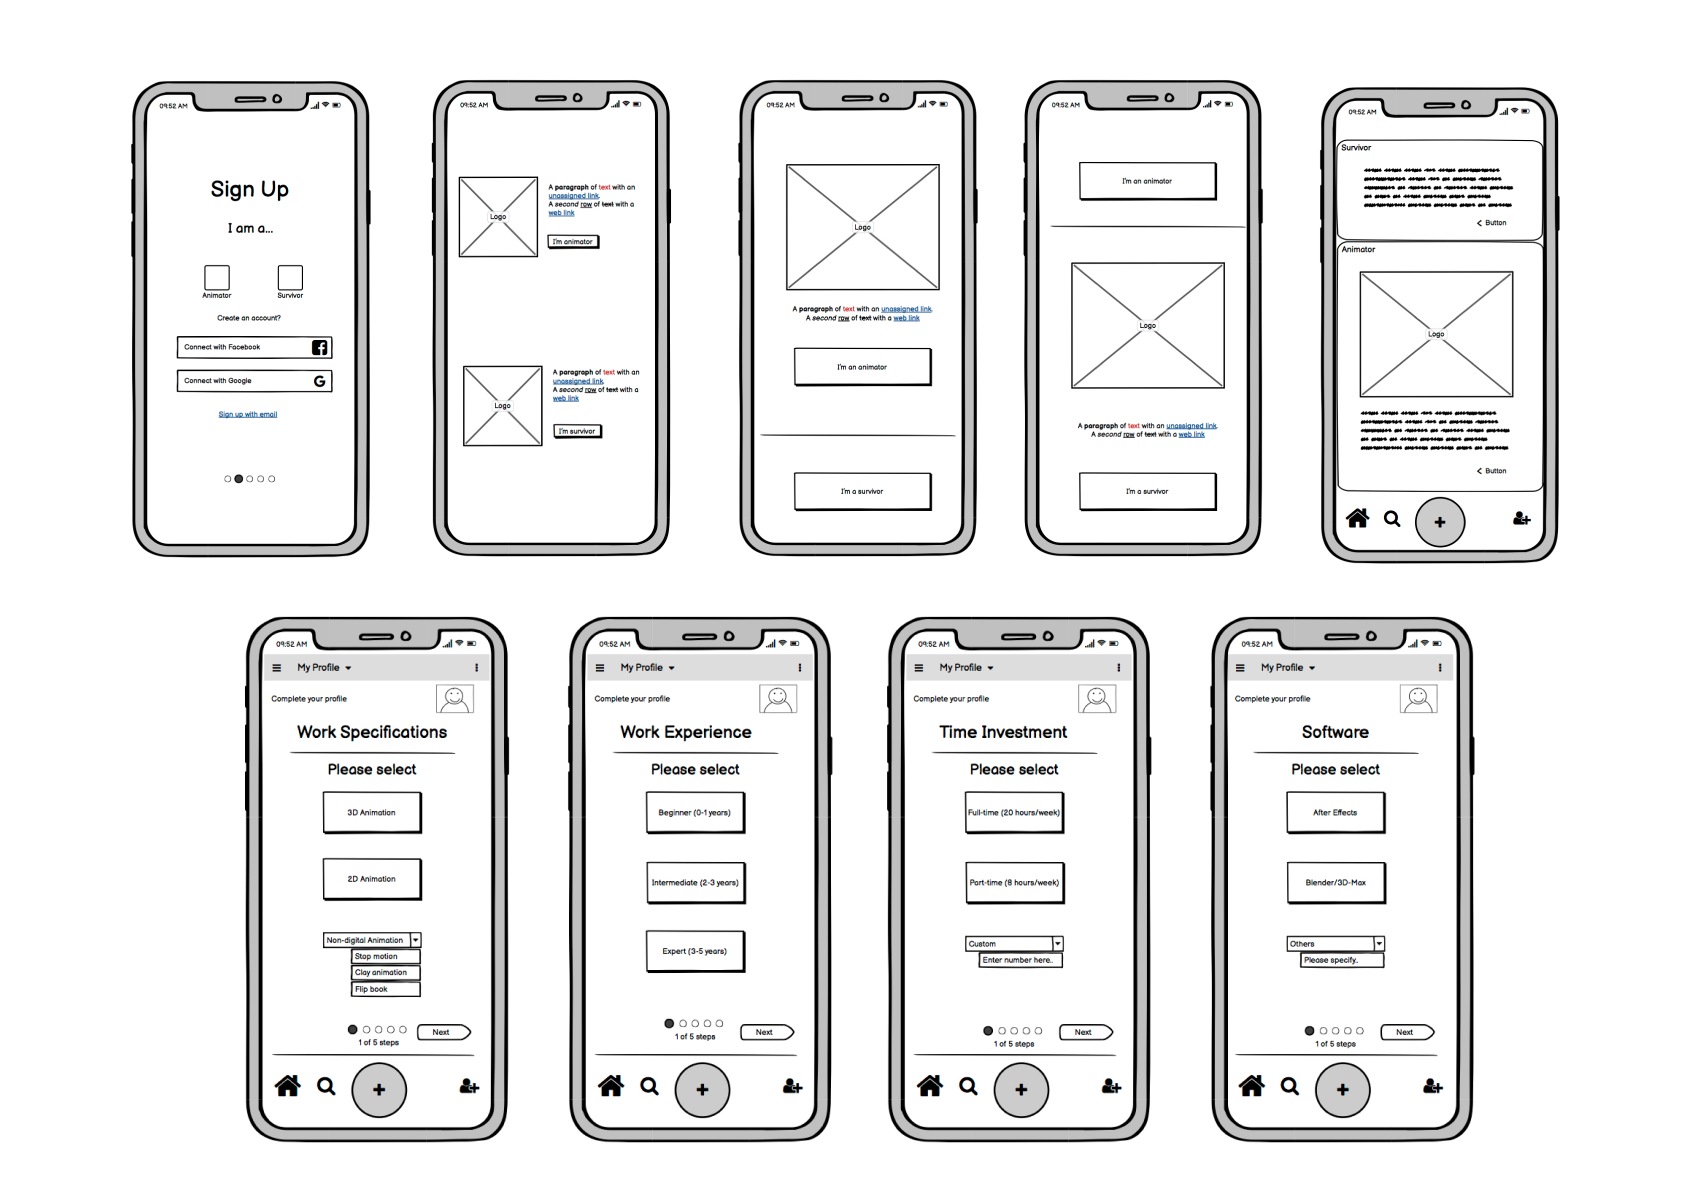 09:52 AM
Sign Up
I am a...
Animator
Survivor
Create an account?
Connect with Facebook
Connect with Google
G
Sign up with email
09:52 AM
Logo
A paragraph of text with an
unassigned link.
A second row of text with a
web link
I'm animator
Logo
A paragraph of text with an
unassigned link.
A second row of text with a
web link
I'm survivor
09:52 AM
Logo
A paragraph of text with an unassigned link.
A second row of text with a web link
I'm an animator
I'm a survivor
09:52 AM
I'm an animator
Logo
A paragraph of text with an unassigned link.
A second row of text with a web link
I'm a survivor
09:52 AM
Survivor
< Button
Animator
Logo
< Button
+
09:52 AM
My Profile
Complete your profile
Work Specifications
Please select
3D Animation
2D Animation
Non-digital Animation
Stop motion
Clay animation
Flip book
1 of 5 steps
Next
+
09:52 AM
My Profile
Complete your profile
Work Experience
Please select
Beginner (0-1 years)
Intermediate (2-3 years)
Expert (3-5 years)
1 of 5 steps
Next
+
09:52 AM
My Profile
Complete your profile
Time Investment
Please select
Full-time (20 hours/week)
Part-time (8 hours/week)
Custom
Enter number here..
1 of 5 steps
Next
+
09:52 AM
My Profile
Complete your profile
Software
Please select
After Effects
Blender/3D-Max
Others
Please specify.
1 of 5 steps
Next
+